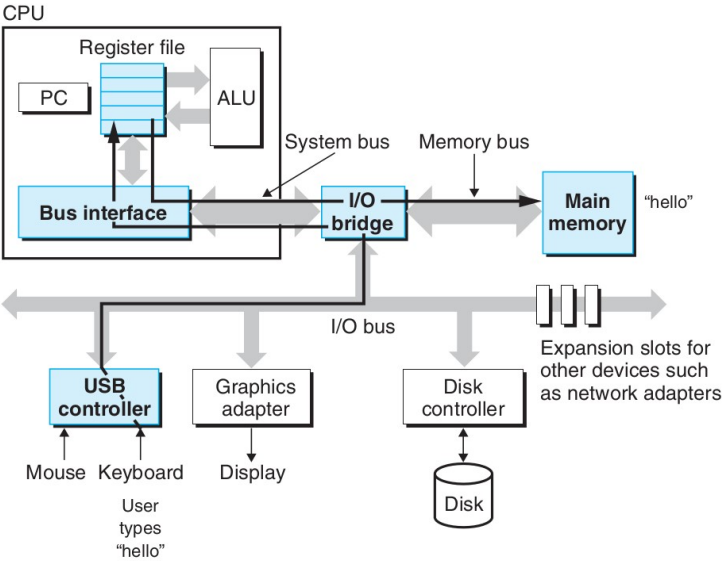 CPU
Register file
PC
ALU
System bus
Memory bus
Bus interface
I/O
bridge
Main
memory
“hello”
I/O bus
Expansion slots for
other devices such
as network adapters
USB
controller
Graphics
adapter
Disk
controller
Mouse
Keyboard
Display
Disk
User
types
“hello”